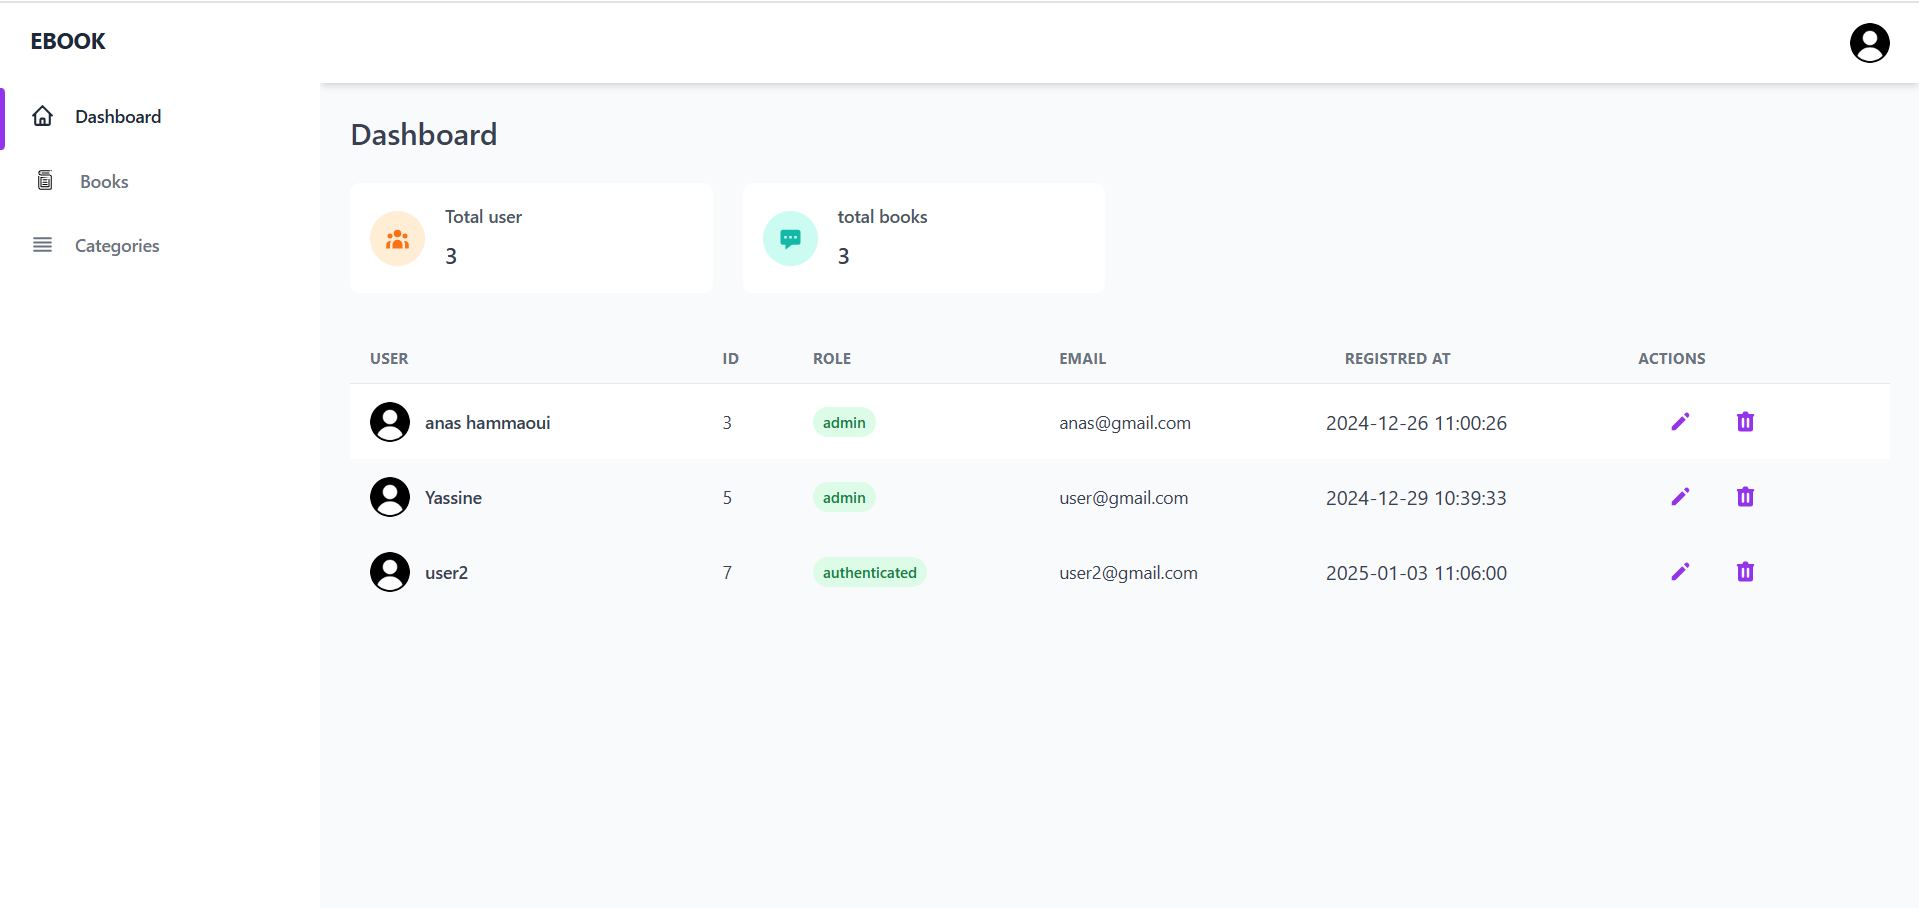 EBOOK
Dashboard
Books
Categories
Dashboard
Total user
3
total books
3
USER ID ROLE EMAIL REGISTRED AT ACTIONS
anas hammaoui 3 admin anas@gmail.com 2024-12-26 11:00:26
Yassine 5 admin user@gmail.com 2024-12-29 10:39:33
user2 7 authenticated user2@gmail.com 2025-01-03 11:06:00